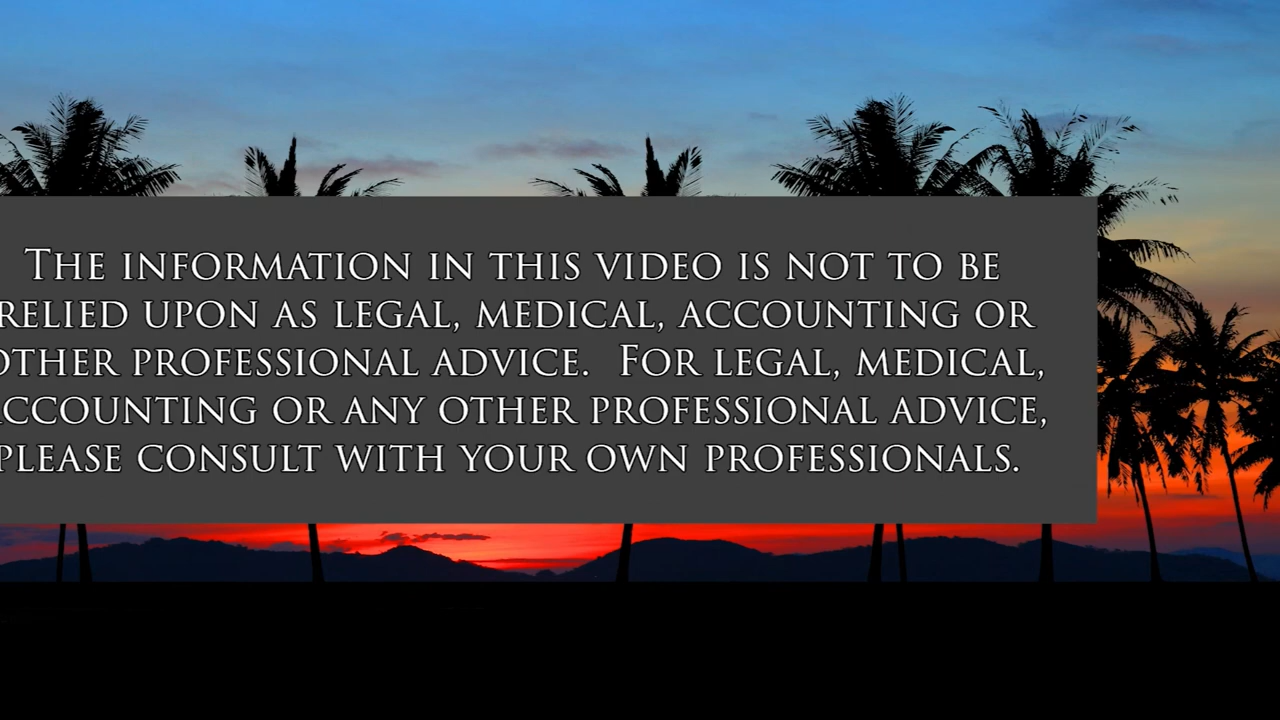 THE INFORMATION IN THIS VIDEO IS NOT TO BE
RELIED UPON AS LEGAL, MEDICAL, ACCOUNTING OR
OTHER PROFESSIONAL ADVICE. FOR LEGAL, MEDICAL,
CCOUNTING OR ANY OTHER PROFESSIONAL ADVICE,
PLEASE CONSULT WITH YOUR OWN PROFESSIONALS.